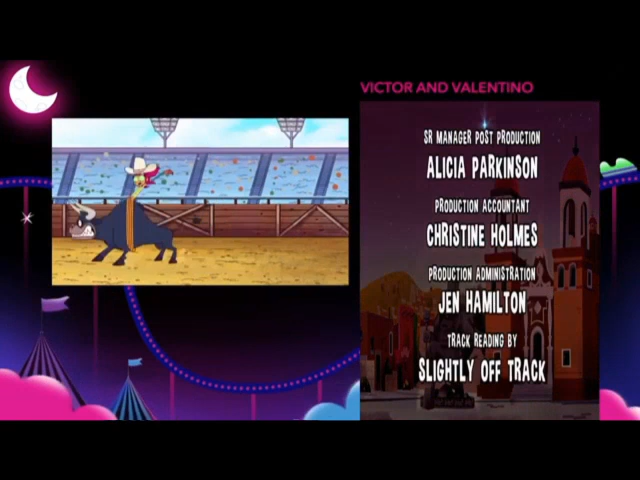 VICTOR AND VALENTINO
SR MANAGER POST PRODUCTION
ALICIA PARKINSON
PRODUCTION ACCOUNTANT
CHRISTINE HOLMES
PRODUCTION ADMINISTRATION
JEN HAMILTON
TRACK READING BY
SLIGHTLY OFF TRACK